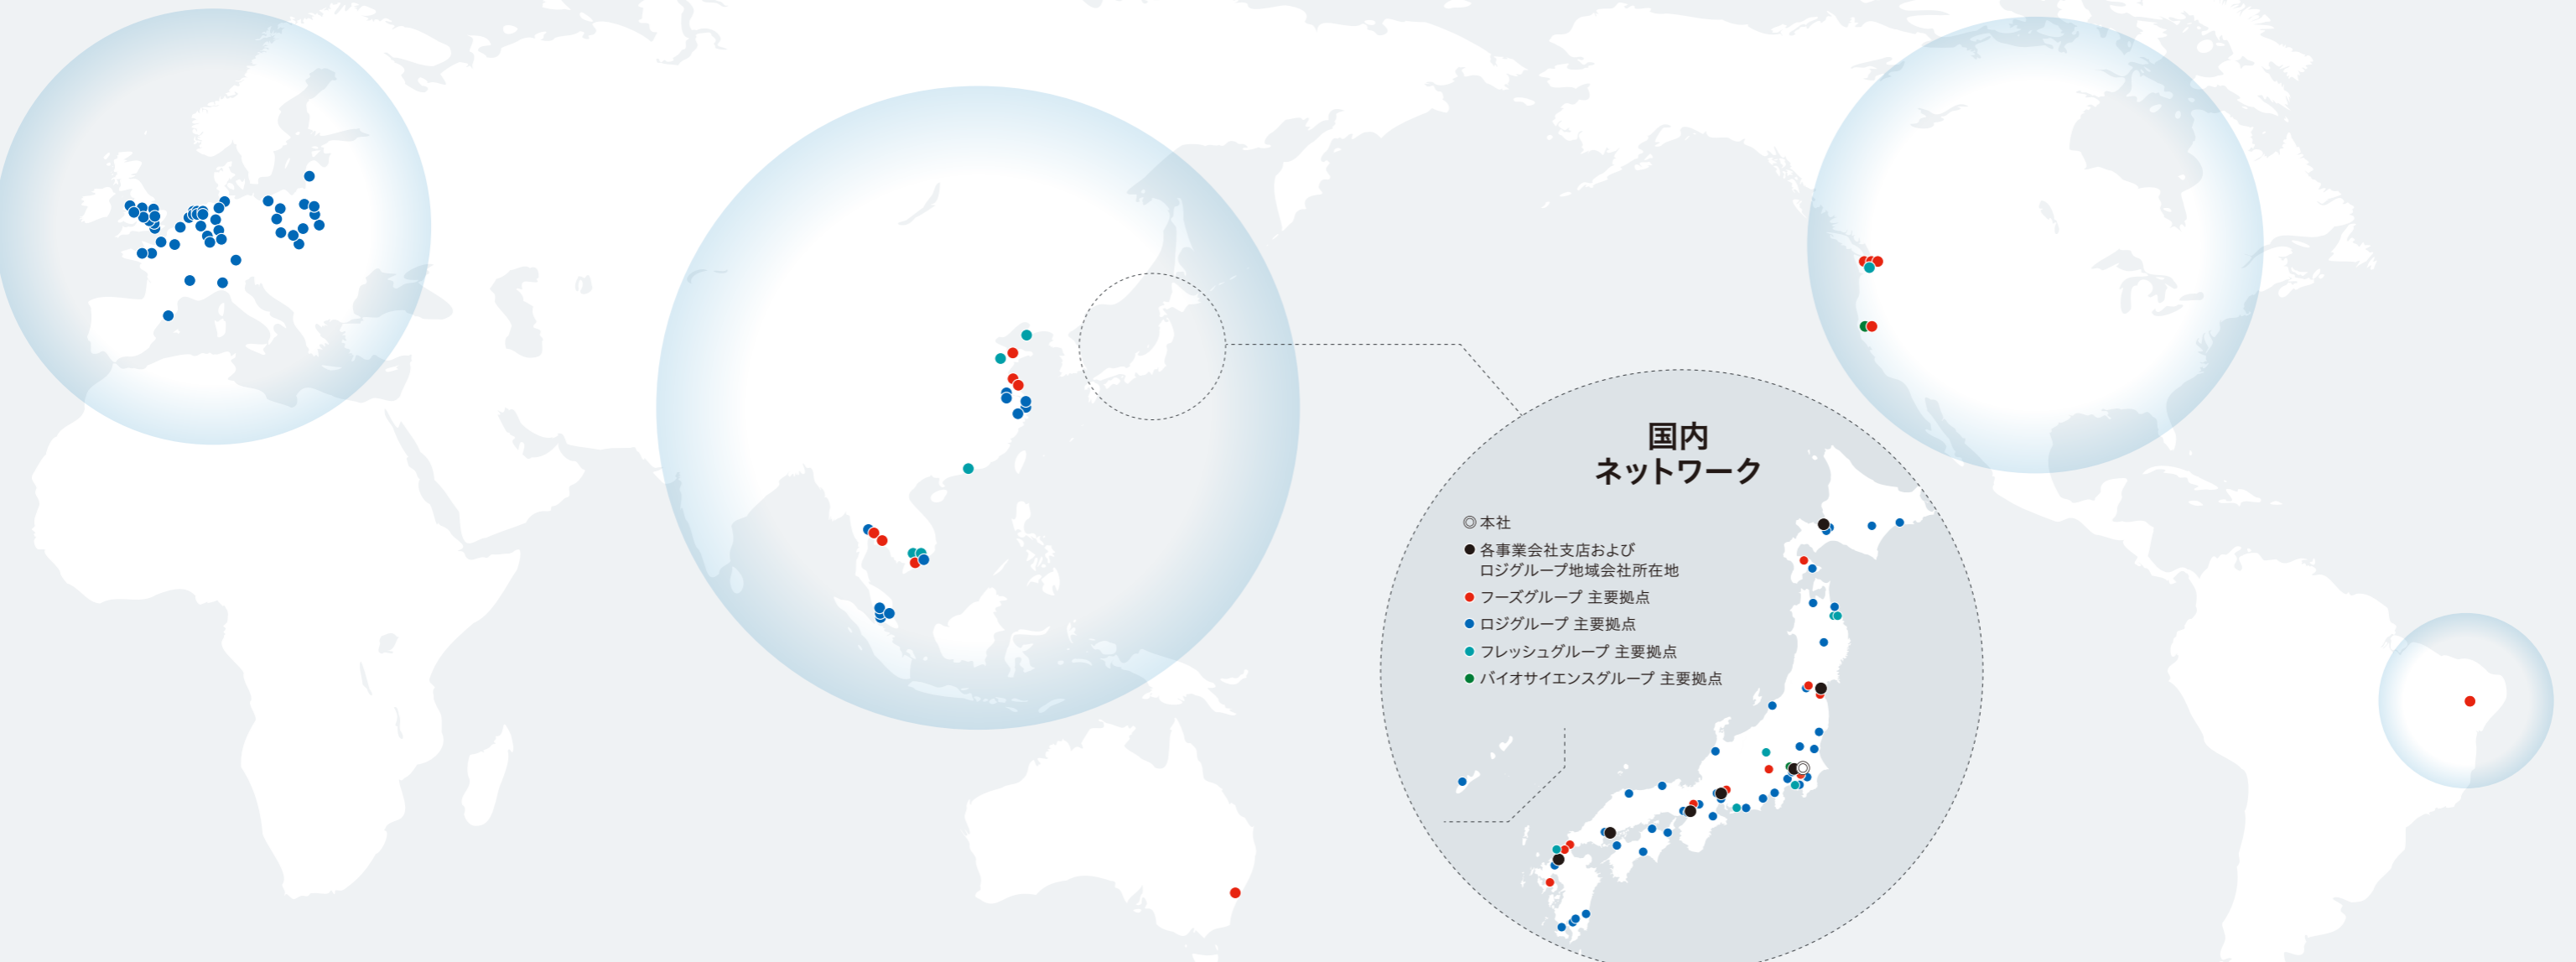 国内
ネットワーク
◎本社
●各事業会社支店および
ロジグループ地域会社所在地
●フーズグループ 主要拠点
●ロジグループ 主要拠点
●フレッシュグループ 主要拠点
●バイオサイエンスグループ 主要拠点